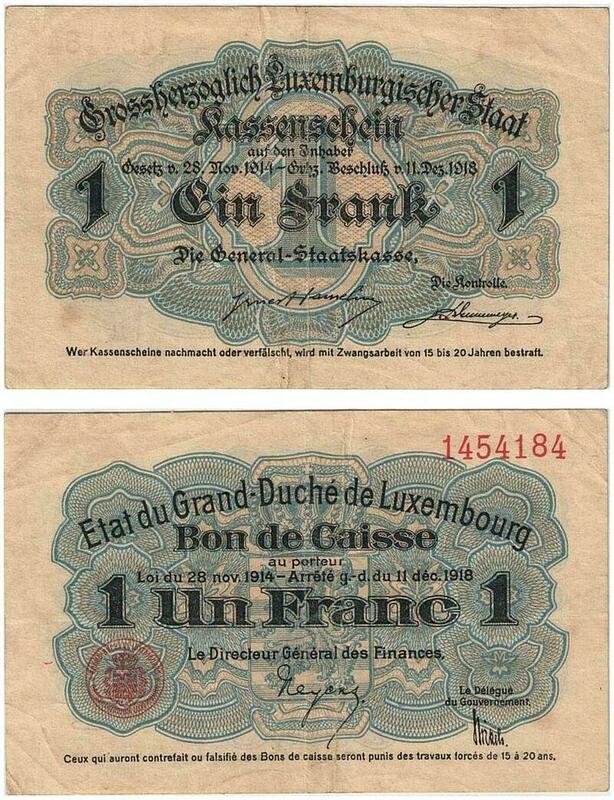 Grossherzoglich Luxemburgischer Staat
Kassenschein
auf den Inhaber
Gesetz v. 28. Nov. 1914 – Grhz. Beschluß v. 11. Dez. 1918
1 Ein Frank 1
Die General-Staatskasse,
Die Kontrolle.
Wer Kassenscheine nachmacht oder verfälscht, wird mit Zwangsarbeit von 15 bis 20 Jahren bestraft.
1454184
Etat du Grand-Duché de Luxembourg
Bon de Caisse
au porteur
Loi du 28 nov. 1914 – Arrêté g.-d. du 11 déc. 1918
1 Un Franc 1
Le Directeur Général des Finances,
Neyens
Le Délégué
du Gouvernement,
Ceux qui auront contrefait ou falsifié des Bons de caisse seront punis des travaux forcés de 15 à 20 ans.